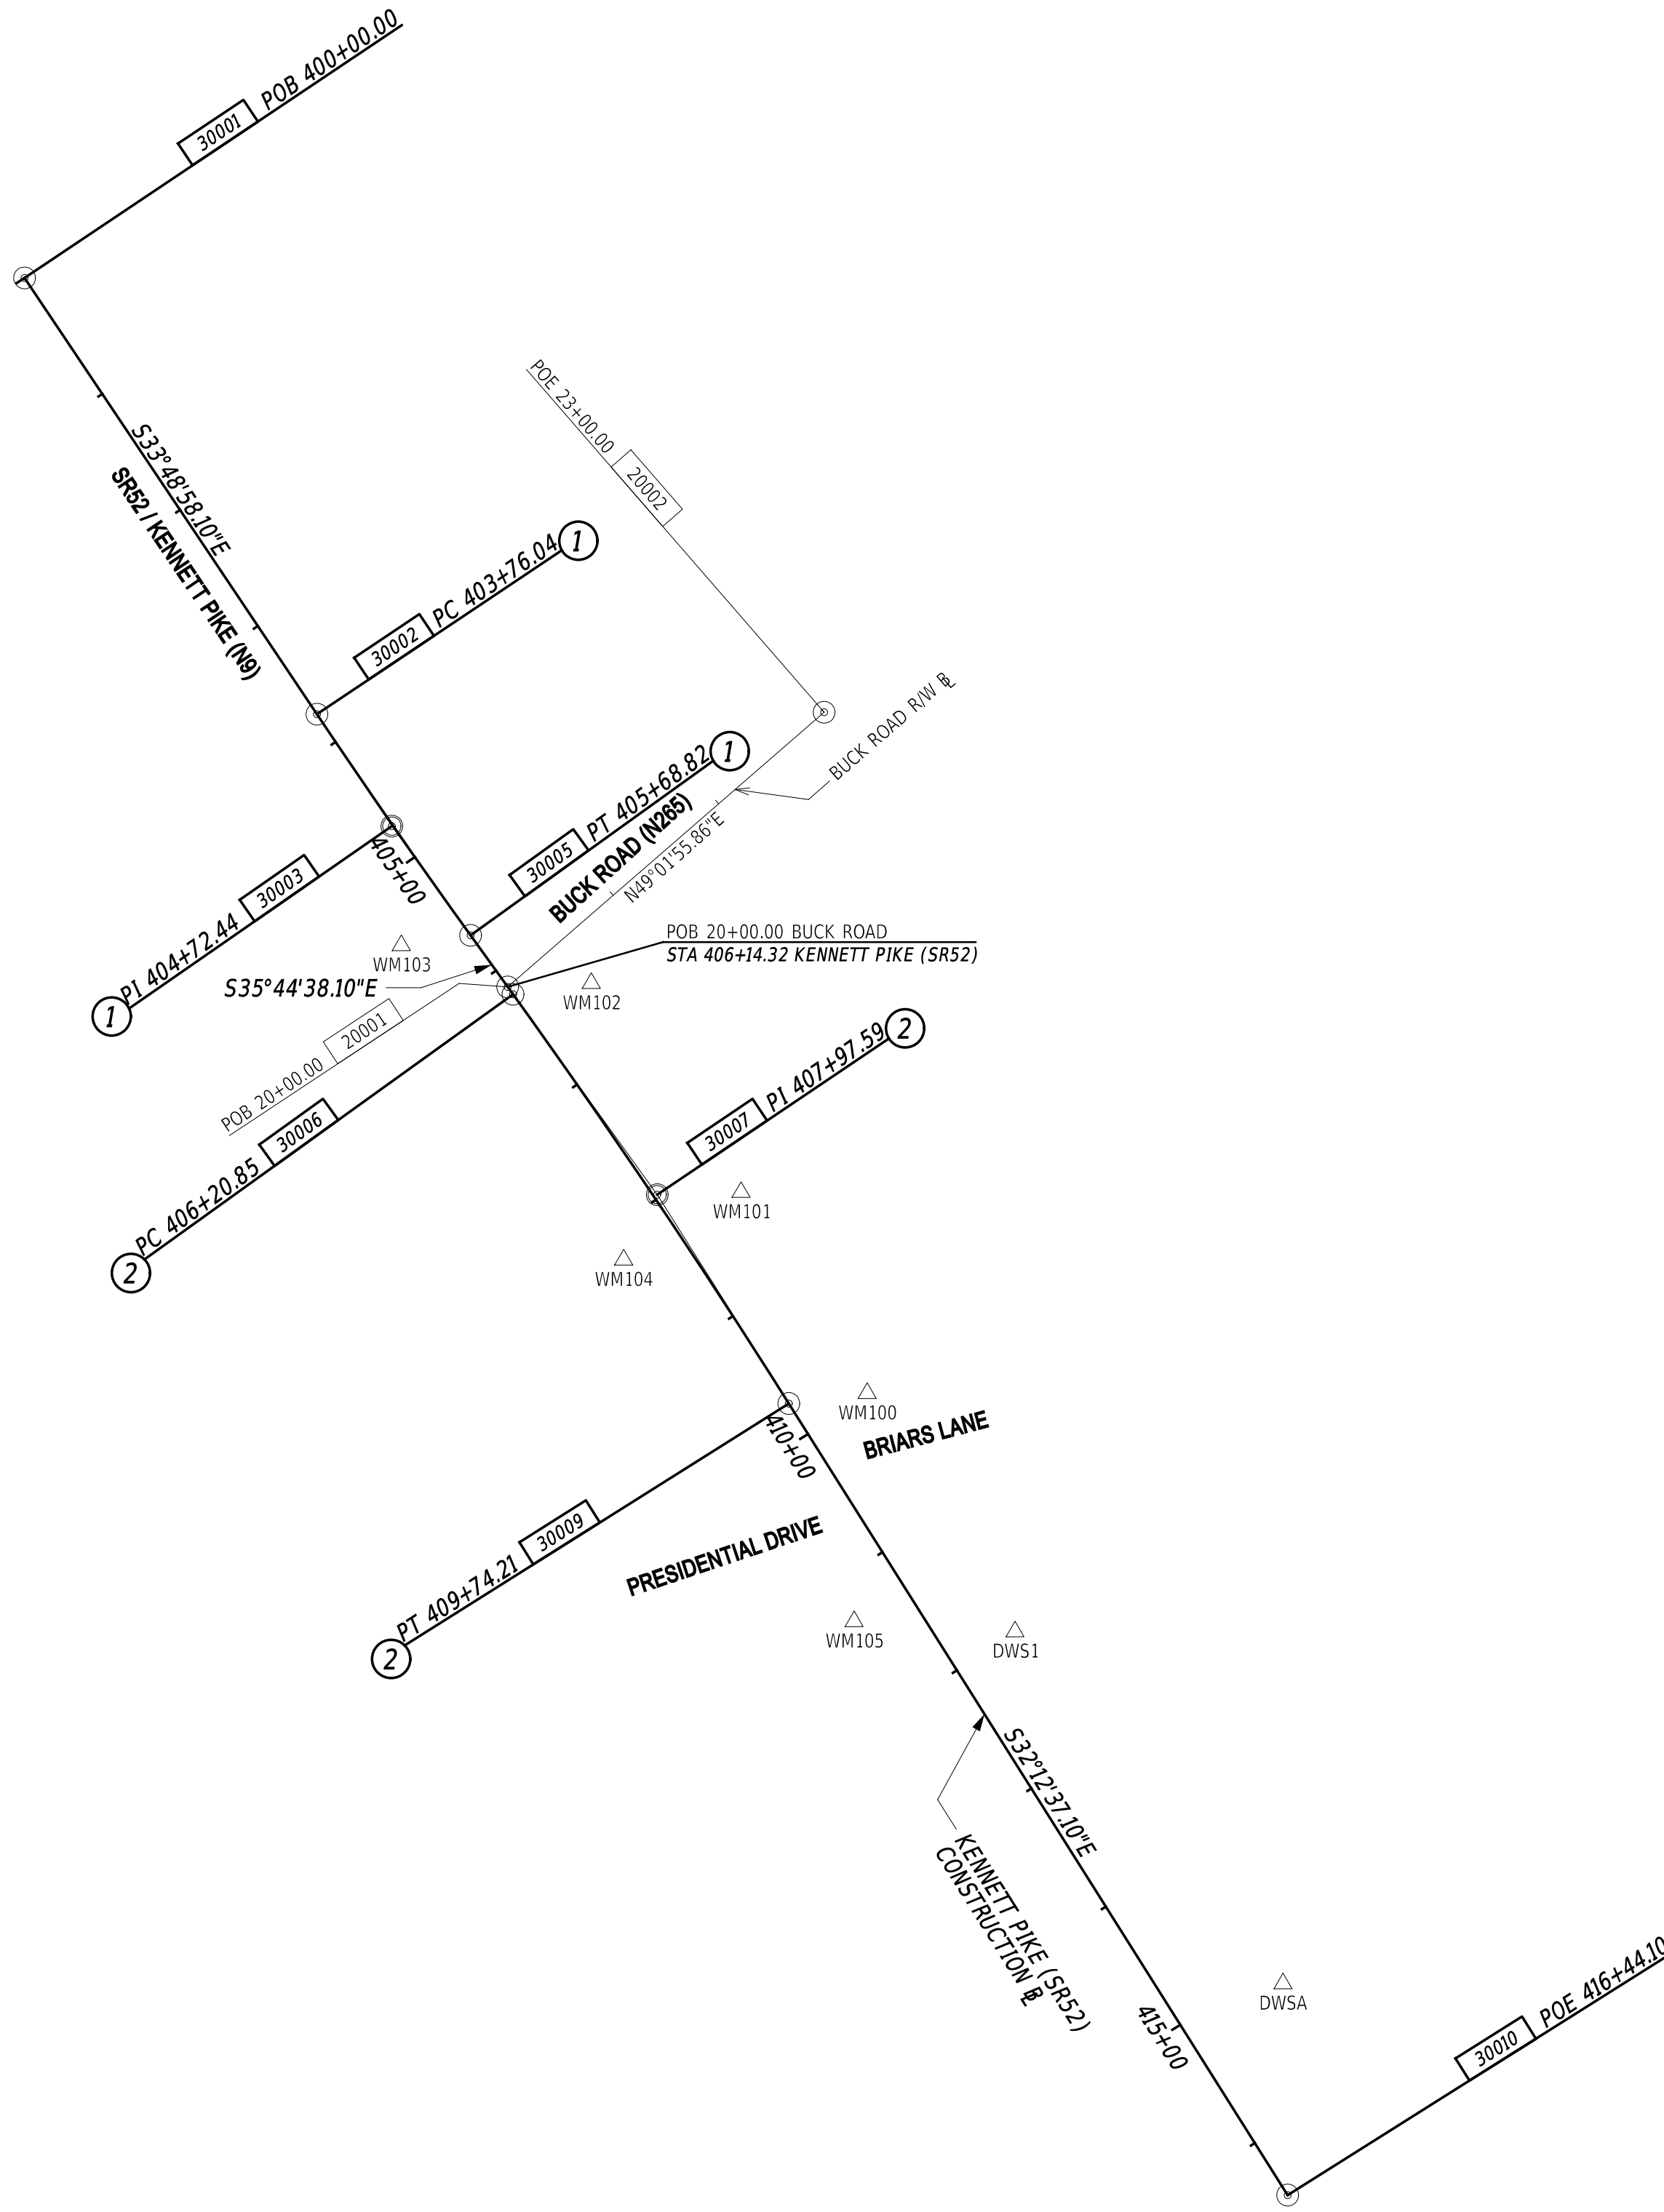 POB 400+00.00
30001
S33°48'58.10"E
SR52 / KENNETT PIKE (N9)
POE 23+00.00
20002
PC 403+76.04
1
30002
BUCK ROAD R/W BL
PT 405+68.82
1
30005
BUCK ROAD (N265)
N49°01'55.86"E
405+00
30003
PI 404+72.44
1
WM103
S35°44'38.10"E
POB 20+00.00 BUCK ROAD
STA 406+14.32 KENNETT PIKE (SR52)
WM102
20001
POB 20+00.00
30006
PC 406+20.85
2
PI 407+97.59
2
30007
WM101
WM104
WM100
BRIARS LANE
410+00
30009
PT 409+74.21
2
PRESIDENTIAL DRIVE
WM105
DWS1
S32°12'37.10"E
KENNETT PIKE (SR52)
CONSTRUCTION BL
DWSA
415+00
POE 416+44.10
30010